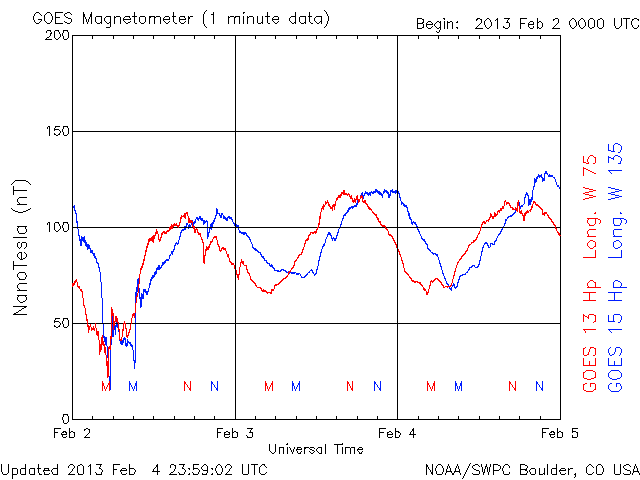 GOES Magnetometer (1 minute data)
Begin: 2013 Feb 2 0000 UTC
200
150
100
50
0
NanoTesla (nT)
M M N N M M N N M M N N
Feb 2 Feb 3 Feb 4 Feb 5
Universal Time
GOES 13 Hp Long. W 75
GOES 15 Hp Long. W 135
Updated 2013 Feb 4 23:59:02 UTC
NOAA/SWPC Boulder, CO USA